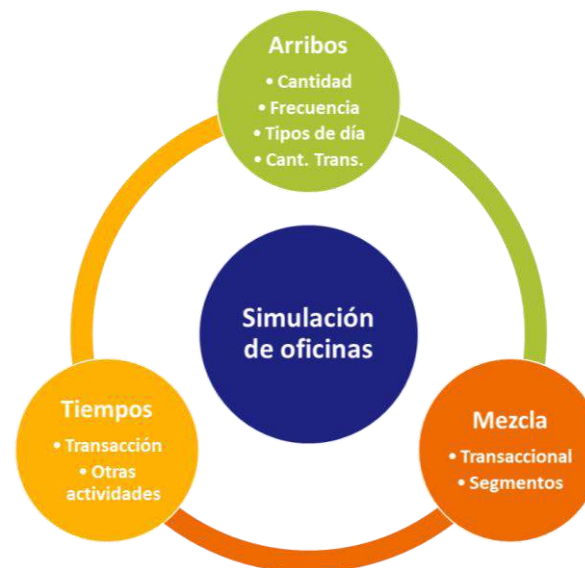 Arribos
• Cantidad
• Frecuencia
• Tipos de día
• Cant. Trans.
Simulación
de oficinas
Tiempos
• Transacción
• Otras
actividades
Mezcla
• Transaccional
• Segmentos